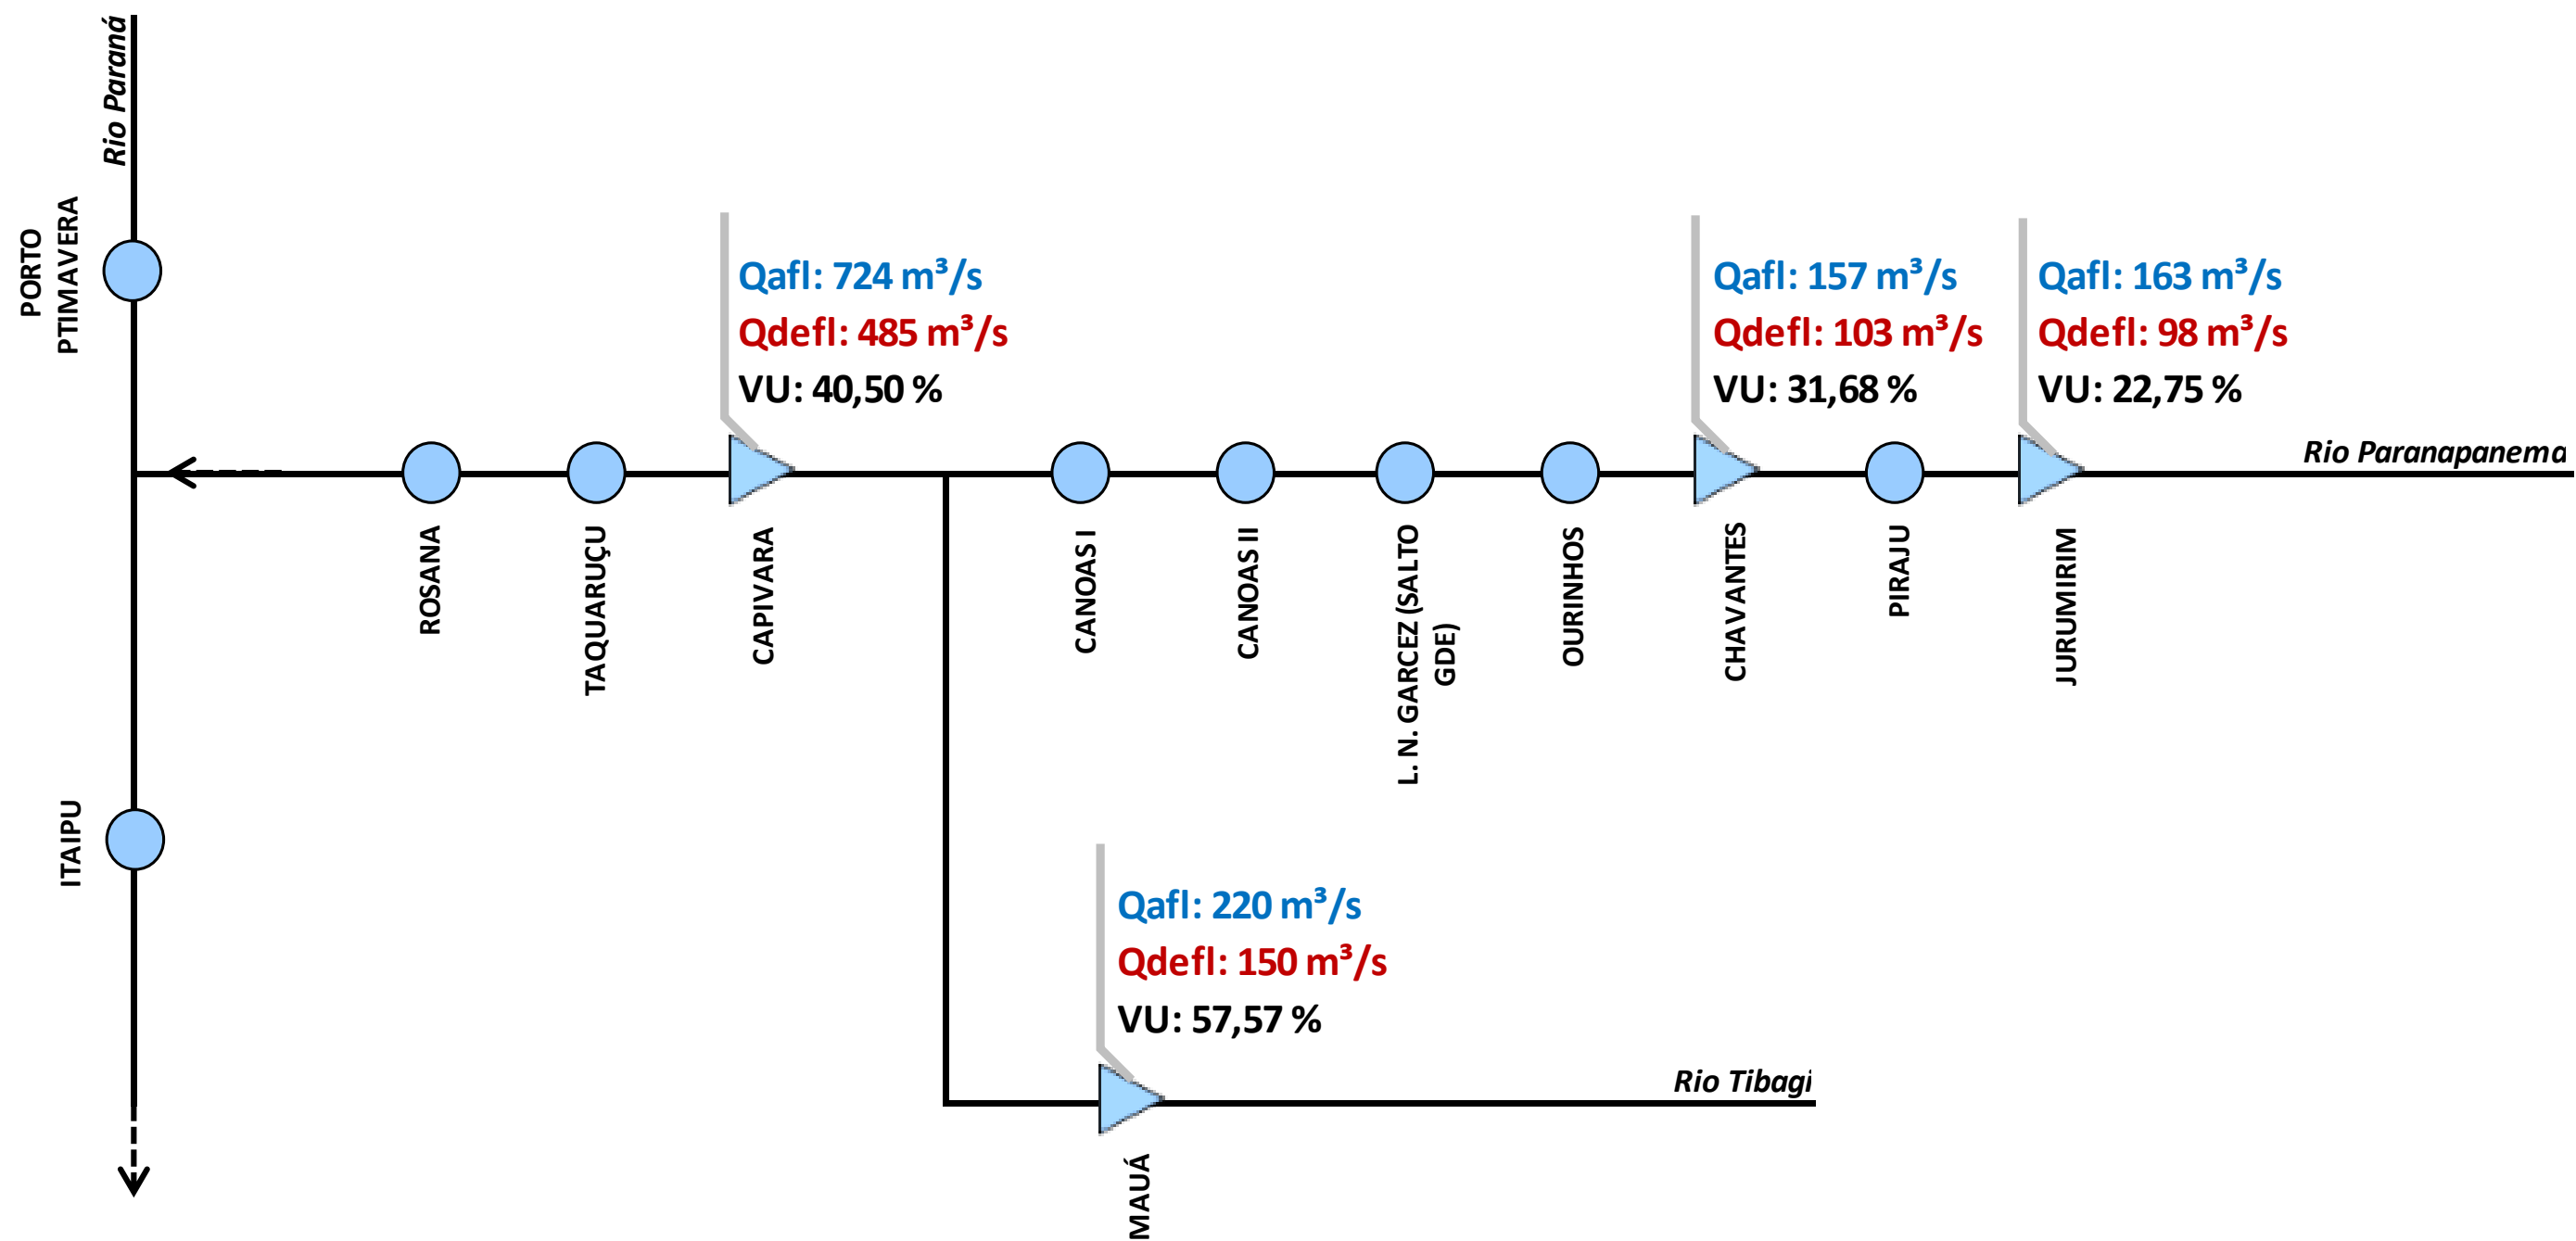 Rio Paraná
PORTO
PTIMAVERA
Qafl: 724 m³/s
Qdefl: 485 m³/s
VU: 40,50 %
Qafl: 157 m³/s
Qdefl: 103 m³/s
VU: 31,68 %
Qafl: 163 m³/s
Qdefl: 98 m³/s
VU: 22,75 %
Rio Paranapanema
ROSANA
TAQUARUÇU
CAPIVARA
CANOAS I
CANOAS II
L. N. GARCEZ (SALTO
GDE)
OURINHOS
CHAVANTES
PIRAJU
JURUMIRIM
ITAIPU
Qafl: 220 m³/s
Qdefl: 150 m³/s
VU: 57,57 %
Rio Tibagi
MAUÁ